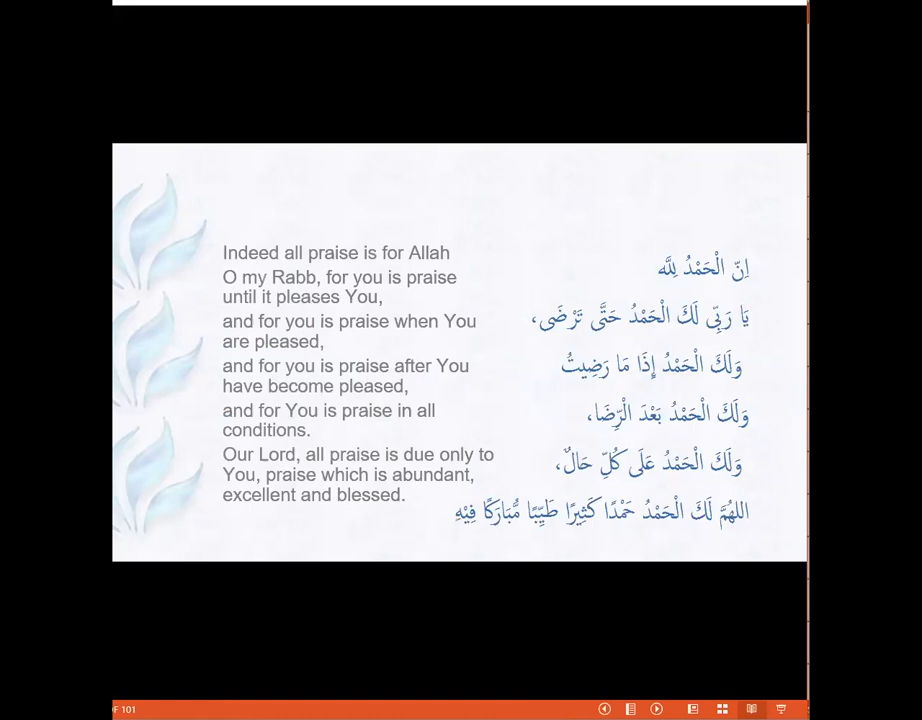 Indeed all praise is for Allah
O my Rabb, for you is praise
until it pleases You,
and for you is praise when You
are pleased,
and for you is praise after You
have become pleased,
and for You is praise in all
conditions.
Our Lord, all praise is due only to
You, praise which is abundant,
excellent and blessed.
اِنّ الْحَمْدُ لِلّٰه
يَا رَبِّى لَكَ الْحَمْدُ حَتَّى تَرْضَى،
وَلَكَ الْحَمْدُ إِذَا مَا رَضِيتُ
وَلَكَ الْحَمْدُ بَعْدَ الْرِّضَا،
وَلَكَ الْحَمْدُ عَلَى كُلِّ حَالٌ،
اللهُمَّ لَكَ الْحَمْدُ حَمْدًا كَثِيرًا طَيِّبًا مُّبَارَكًا فِيْهِ
F 101